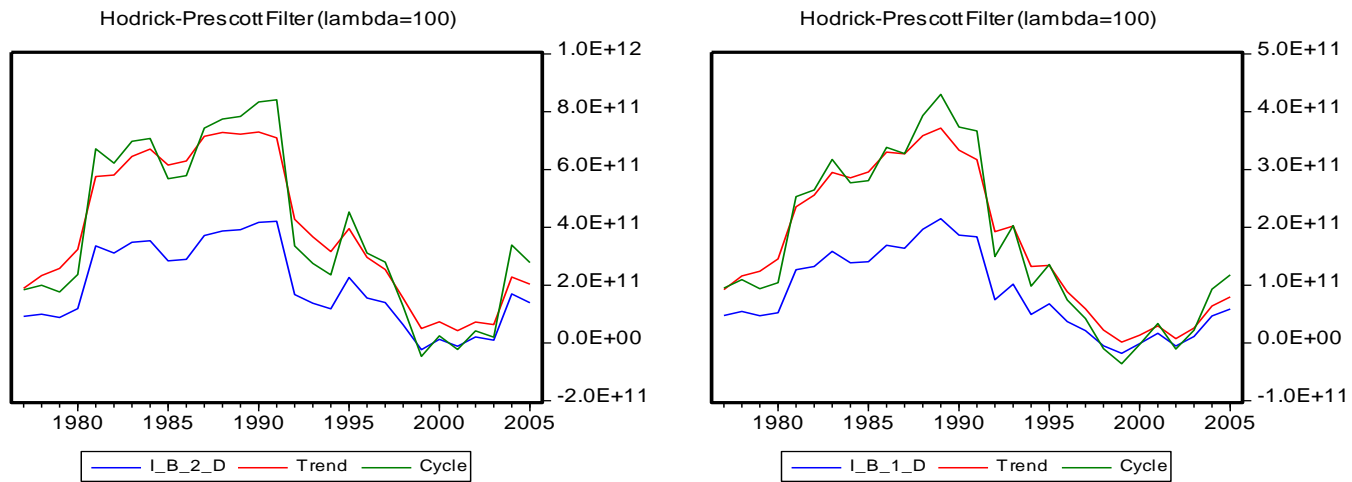 Hodrick-Prescott Filter (lambda=100)
1.0E+12
8.0E+11
6.0E+11
4.0E+11
2.0E+11
0.0E+00
-2.0E+11
1980 1985 1990 1995 2000 2005
I_B_2_D Trend Cycle
Hodrick-Prescott Filter (lambda=100)
5.0E+11
4.0E+11
3.0E+11
2.0E+11
1.0E+11
0.0E+00
-1.0E+11
1980 1985 1990 1995 2000 2005
I_B_1_D Trend Cycle